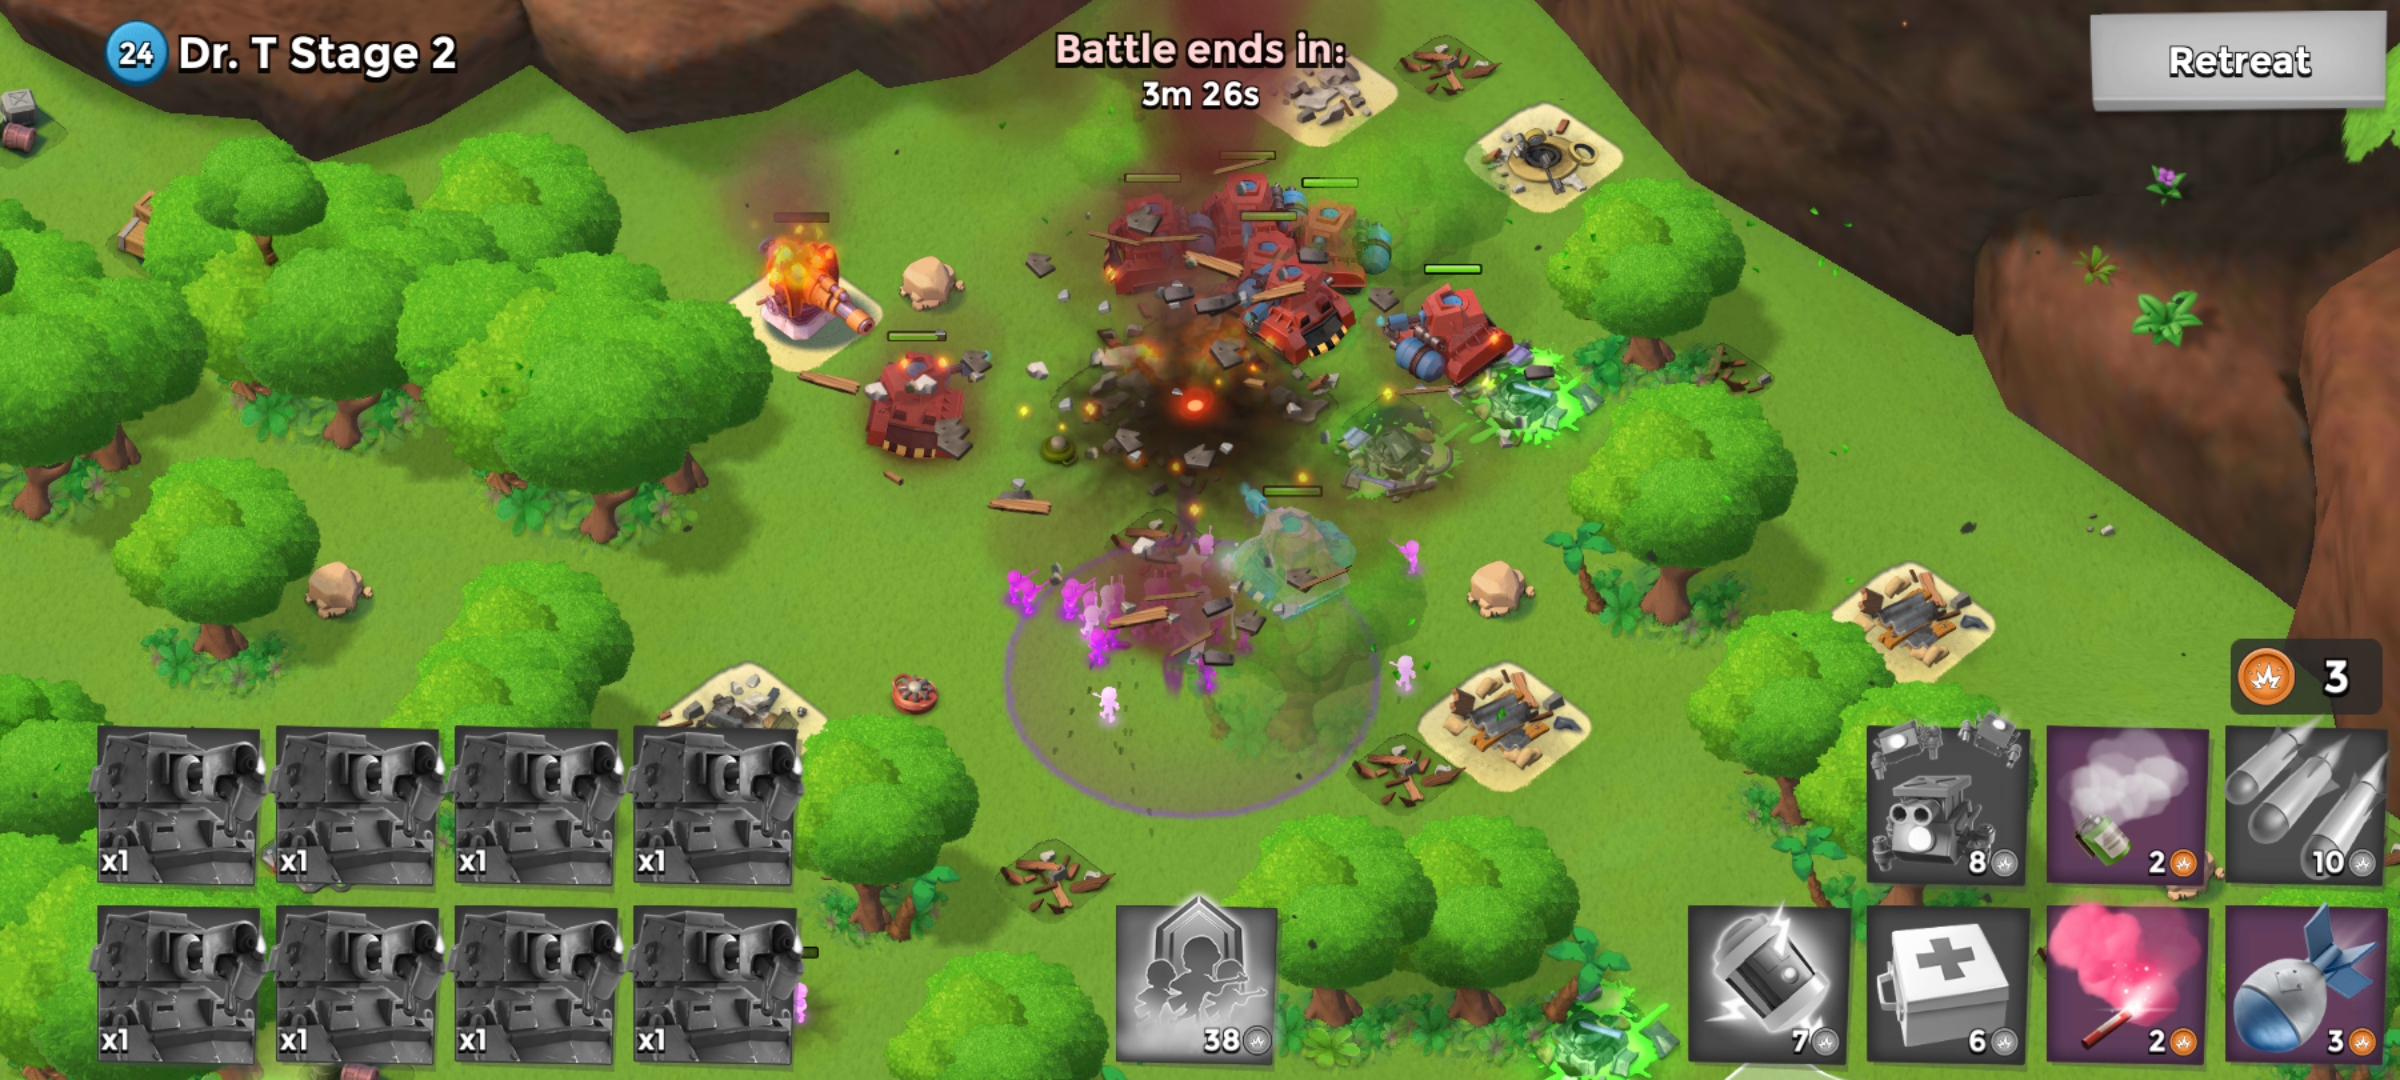 24 Dr. T Stage 2
Battle ends in:
3m 26s
Retreat
3
x1 x1 x1 x1
8 2 10
x1 x1 x1 x1
38
7 6 2 3